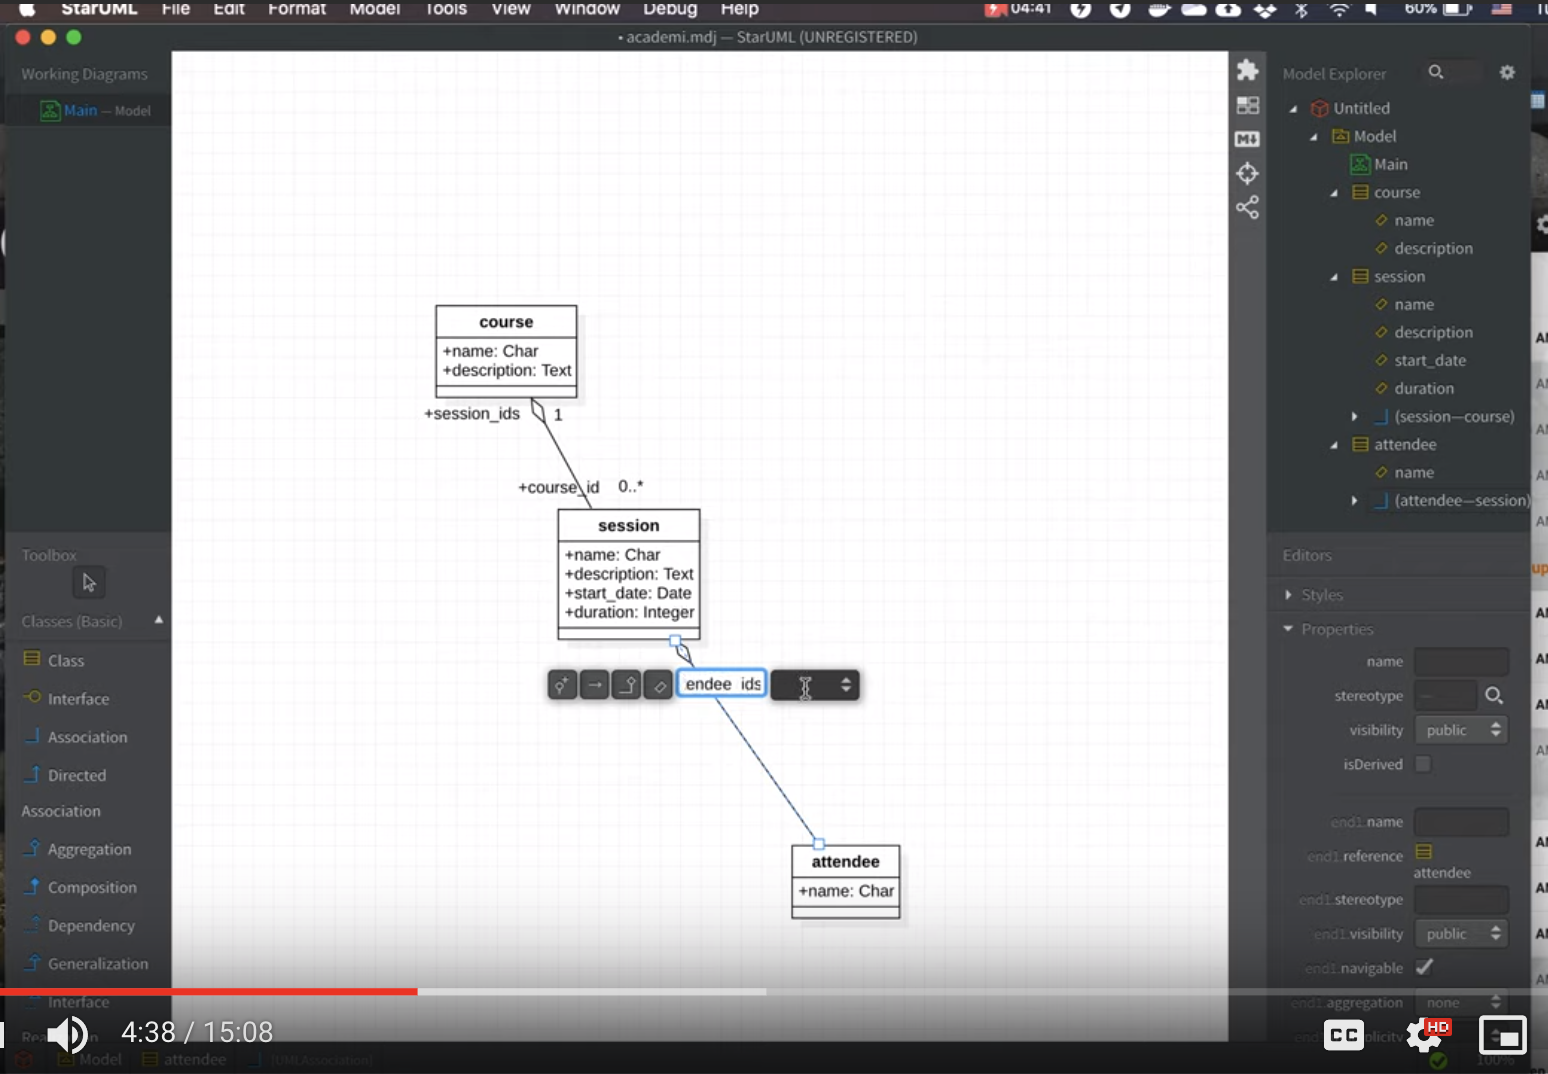 StarUML File Edit Format Model Tools View Window Debug Help 04:41 60%
• academi.mdj — StarUML (UNREGISTERED)
Working Diagrams
Main — Model
Toolbox
Classes (Basic)
Class
Interface
Association
Directed
Association
Aggregation
Composition
Dependency
Generalization
Interface
course
+name: Char
+description: Text
+session_ids 1
+course_id 0..*
session
+name: Char
+description: Text
+start_date: Date
+duration: Integer
endee_ids
attendee
+name: Char
M↓
Model Explorer
Untitled
Model
Main
course
name
description
session
name
description
start_date
duration
(session—course)
attendee
name
(attendee—session)
Editors
Styles
Properties
name
stereotype
visibility public
isDerived
end1.name
end1.reference
attendee
end1.stereotype
end1.visibility public
end1.navigable
end1.aggregation none
4:38 / 15:08
CC
HD
Model attendee (UMLAssociation) 100%